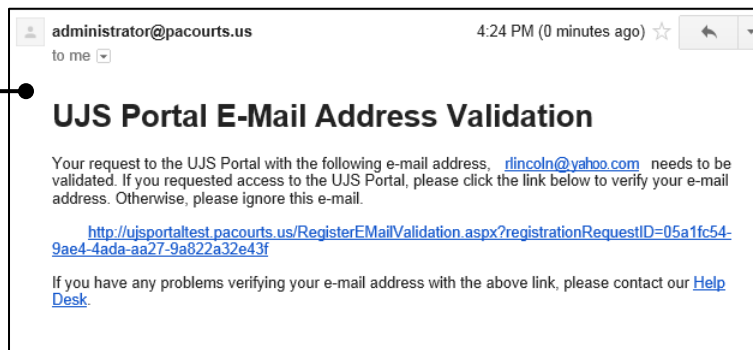 administrator@pacourts.us 4:24 PM (0 minutes ago)
to me
UJS Portal E-Mail Address Validation
Your request to the UJS Portal with the following e-mail address, rlincoln@yahoo.com needs to be
validated. If you requested access to the UJS Portal, please click the link below to verify your e-mail
address. Otherwise, please ignore this e-mail.
http://ujsportaltest.pacourts.us/RegisterEMailValidation.aspx?registrationRequestID=05a1fc54-
9ae4-4ada-aa27-9a822a32e43f
If you have any problems verifying your e-mail address with the above link, please contact our Help
Desk.